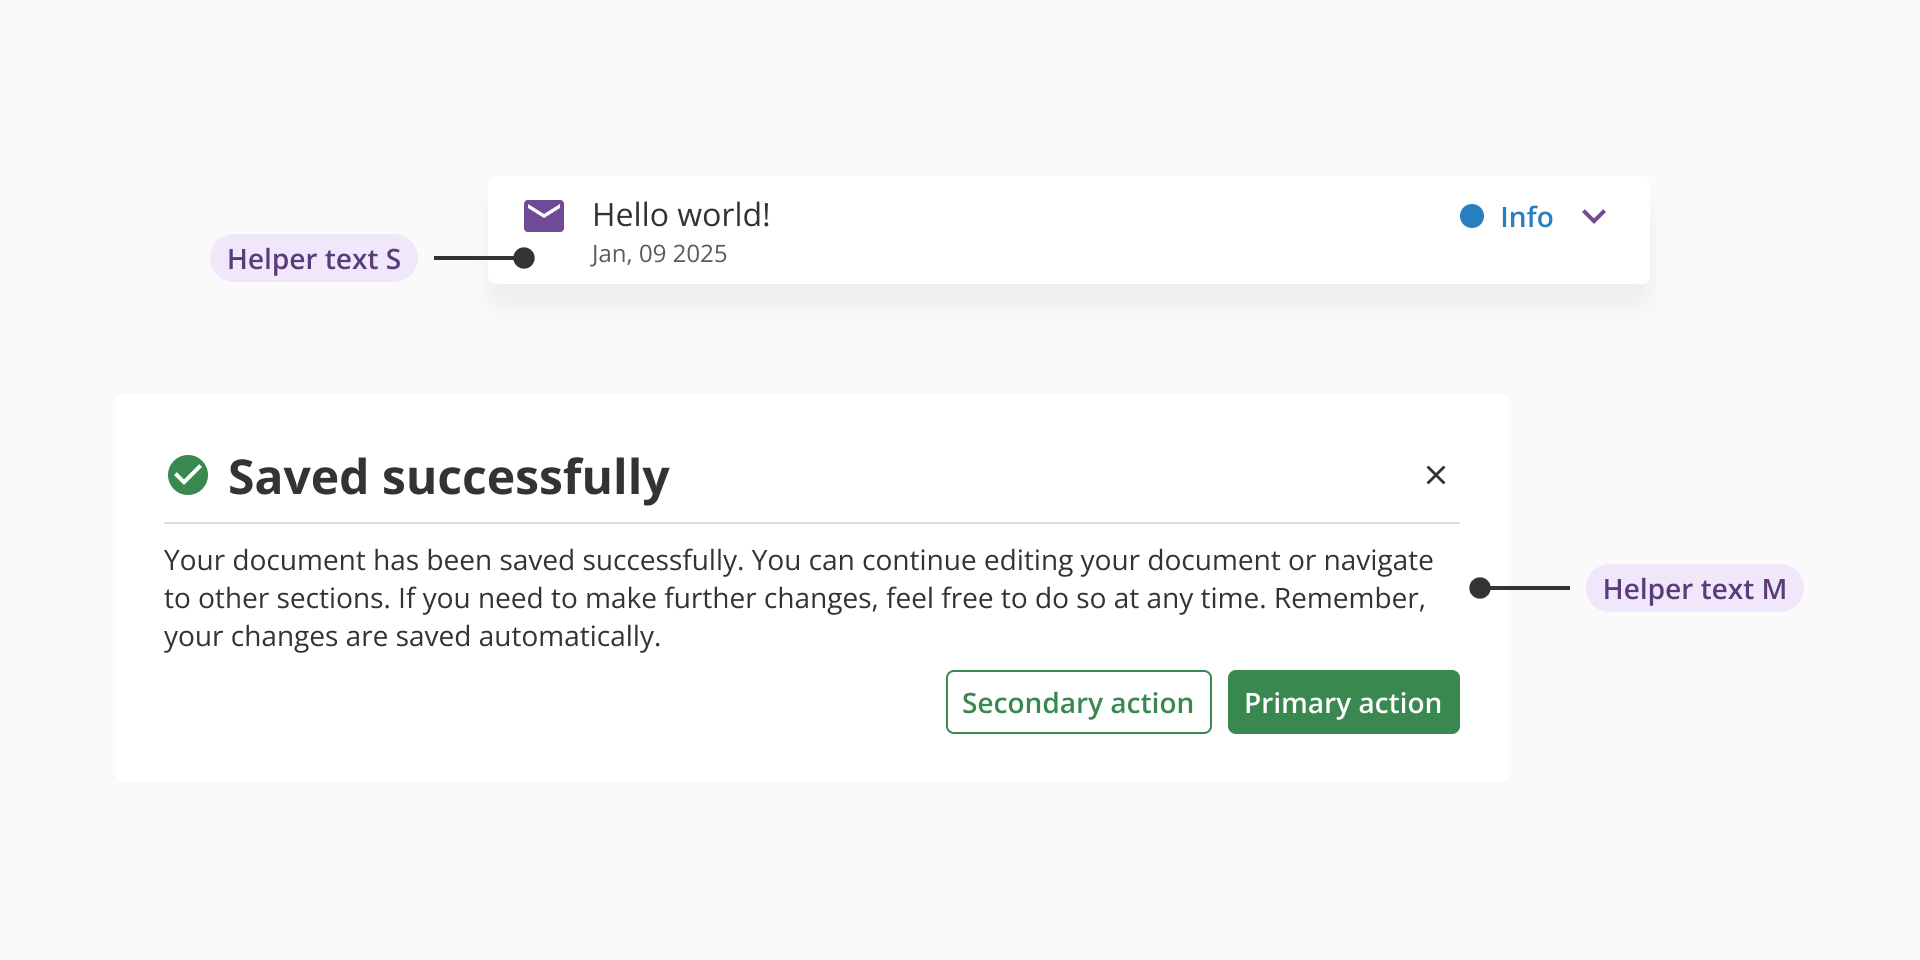 Hello world!
Info
Helper text S
Jan, 09 2025
Saved successfully
Your document has been saved successfully. You can continue editing your document or navigate
to other sections. If you need to make further changes, feel free to do so at any time. Remember,
your changes are saved automatically.
Helper text M
Secondary action
Primary action